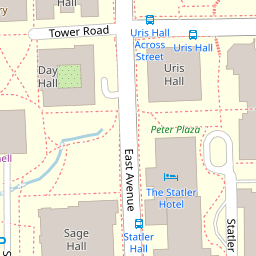 Hall
Tower Road
Uris Hall
Across
Street
Uris Hall
Day
Hall
Uris
Hall
Peter Plaza
East Avenue
The Statler
Hotel
Statler
Sage
Hall
Statler
Hall